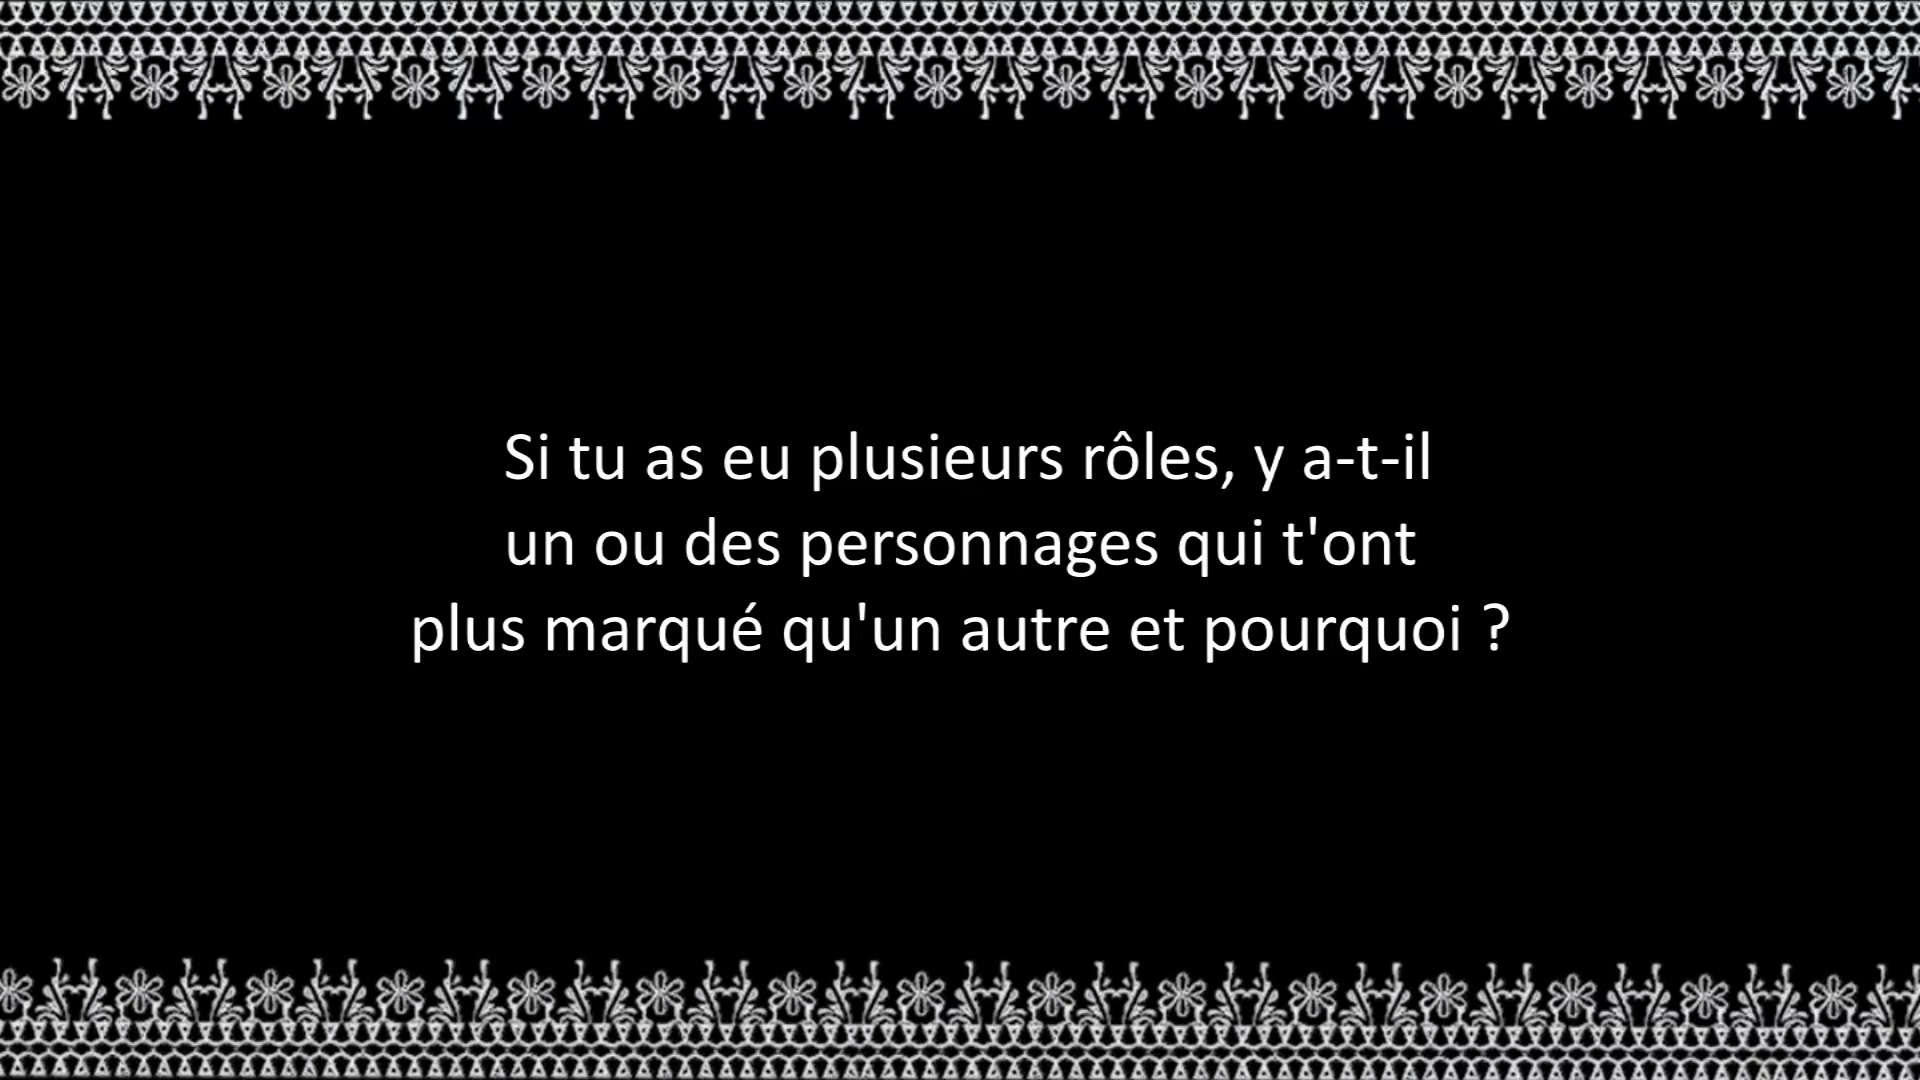 Si tu as eu plusieurs rôles, y a-t-il
un ou des personnages qui t'ont
plus marqué qu'un autre et pourquoi ?